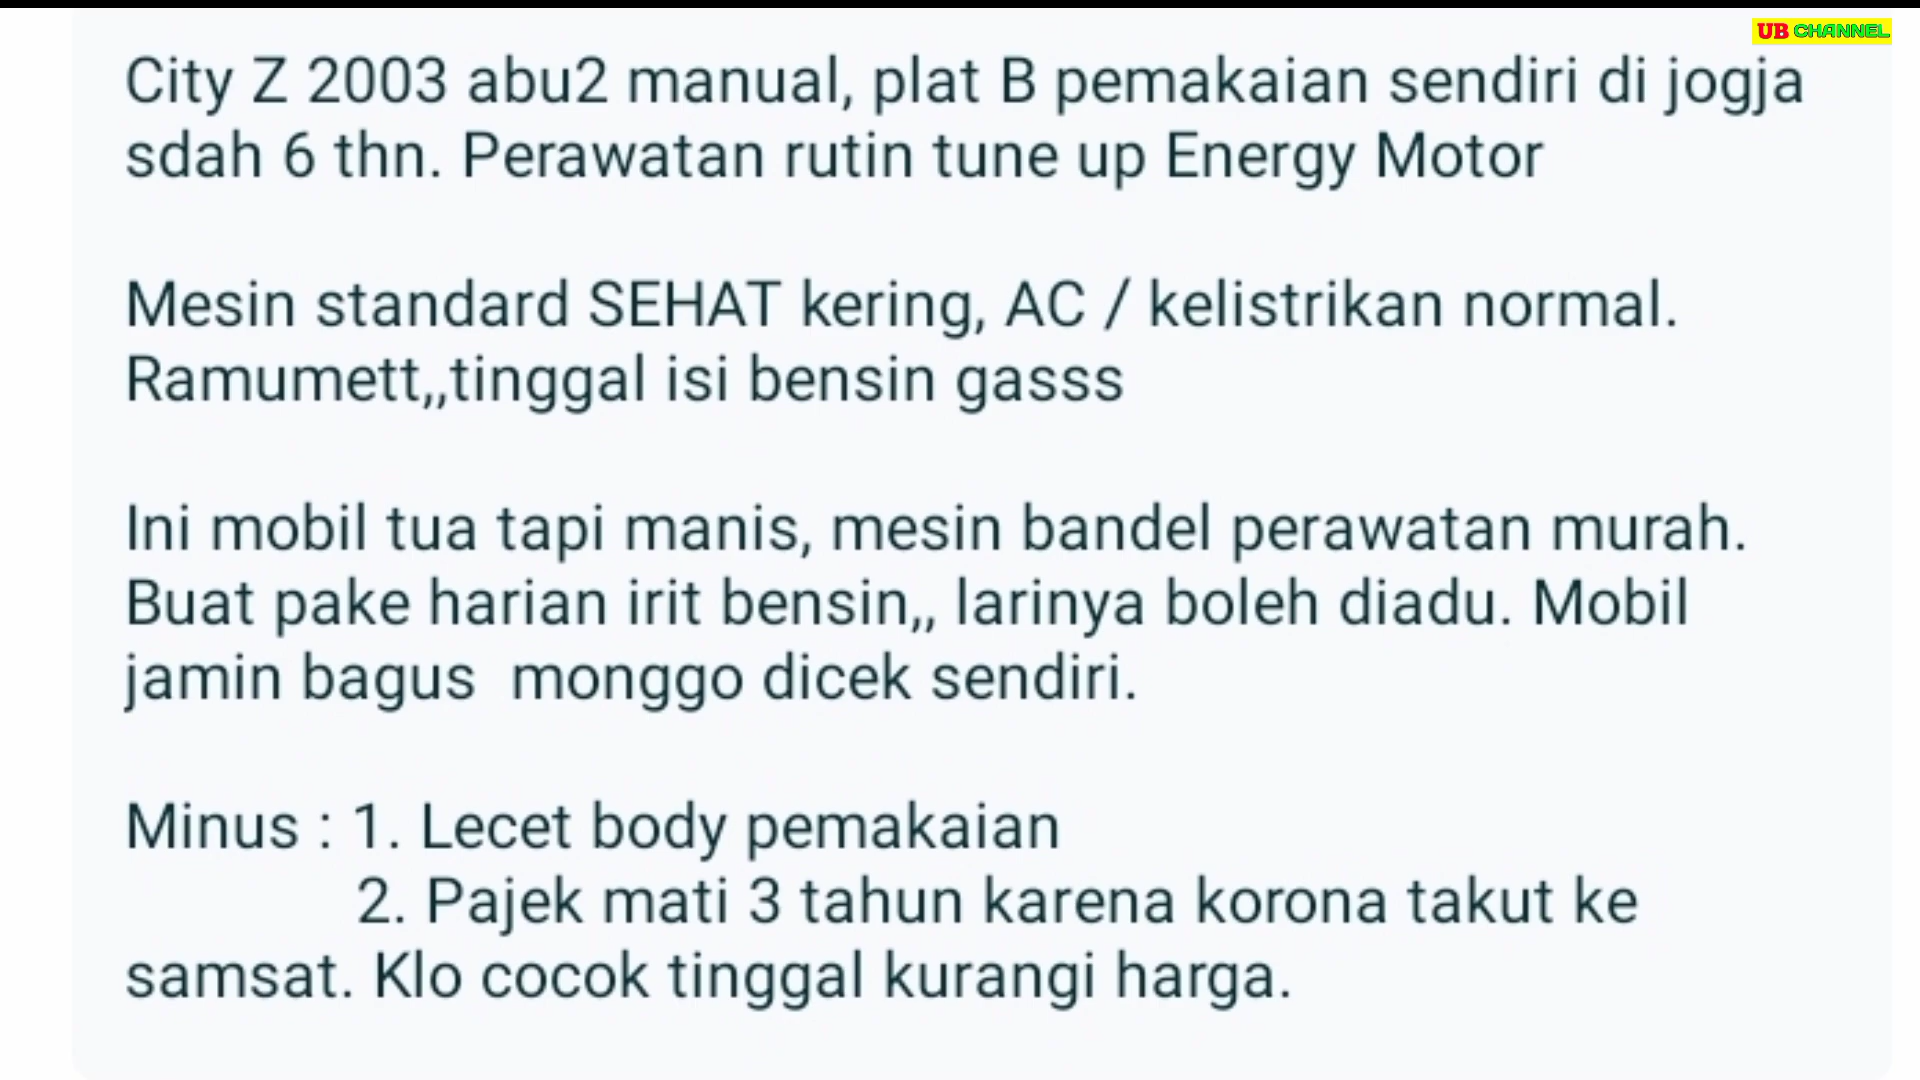 UB CHANNEL
City Z 2003 abu2 manual, plat B pemakaian sendiri di jogja
sdah 6 thn. Perawatan rutin tune up Energy Motor
Mesin standard SEHAT kering, AC / kelistrikan normal.
Ramumett,,tinggal isi bensin gasss
Ini mobil tua tapi manis, mesin bandel perawatan murah.
Buat pake harian irit bensin,, larinya boleh diadu. Mobil
jamin bagus  monggo dicek sendiri.
Minus : 1. Lecet body pemakaian
2. Pajek mati 3 tahun karena korona takut ke
samsat. Klo cocok tinggal kurangi harga.